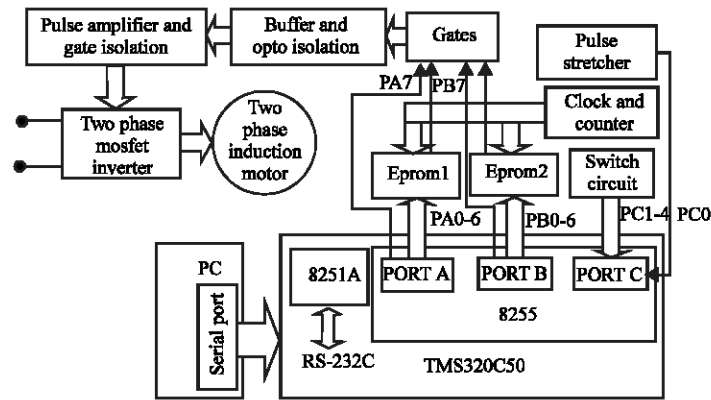 Pulse amplifier and
gate isolation
Buffer and
opto isolation
Gates
Pulse
stretcher
PA7
PB7
Two phase
mosfet
inverter
Two
phase
induction
motor
Clock and
counter
Eprom1
Eprom2
Switch
circuit
PA0-6
PB0-6
PC1-4
PC0
PC
Serial port
8251A
PORT A
PORT B
PORT C
8255
RS-232C
TMS320C50